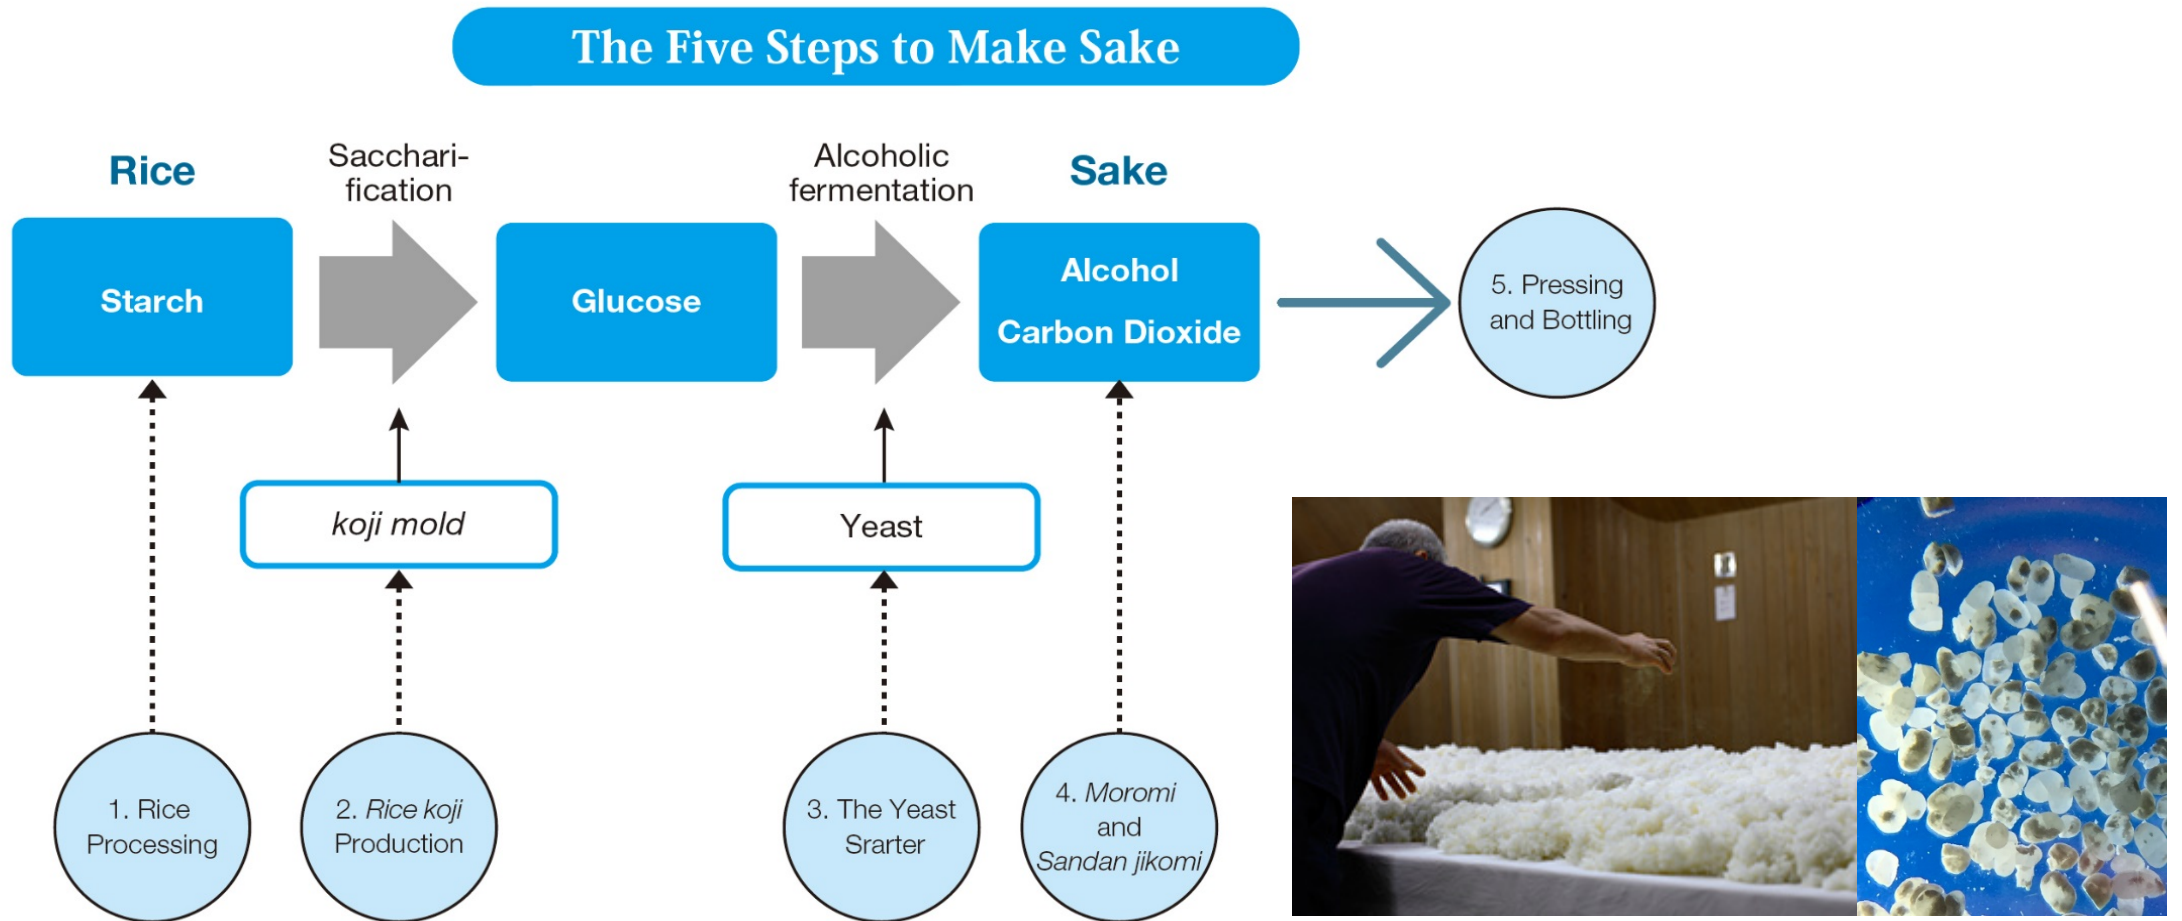 The Five Steps to Make Sake
Rice
Sacchari-
fication
Alcoholic
fermentation
Sake
Starch
Glucose
Alcohol
Carbon Dioxide
5. Pressing
and Bottling
koji mold
Yeast
1. Rice
Processing
2. Rice koji
Production
3. The Yeast
Srarter
4. Moromi
and
Sandan jikomi